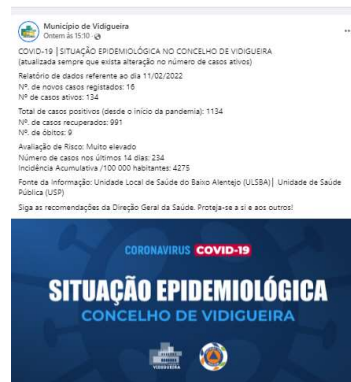 Município de Vidigueira
Ontem às 15:10
COVID-19 | SITUAÇÃO EPIDEMIOLÓGICA NO CONCELHO DE VIDIGUEIRA
(atualizada sempre que exista alteração no número de casos ativos)
Relatório de dados referente ao dia 11/02/2022
Nº. de novos casos registados: 16
Nº de casos ativos: 134
Total de casos positivos (desde o início da pandemia): 1134
Nº. de casos recuperados: 991
Nº. de óbitos: 9
Avaliação de Risco: Muito elevado
Número de casos nos últimos 14 dias: 234
Incidência Acumulativa /100 000 habitantes: 4275
Fonte da Informação: Unidade Local de Saúde do Baixo Alentejo (ULSBA)| Unidade de Saúde
Pública (USP)
Siga as recomendações da Direção Geral da Saúde. Proteja-se a si e aos outros!
CORONAVIRUS COVID-19
SITUAÇÃO EPIDEMIOLÓGICA
CONCELHO DE VIDIGUEIRA
VIDIGUEIRA